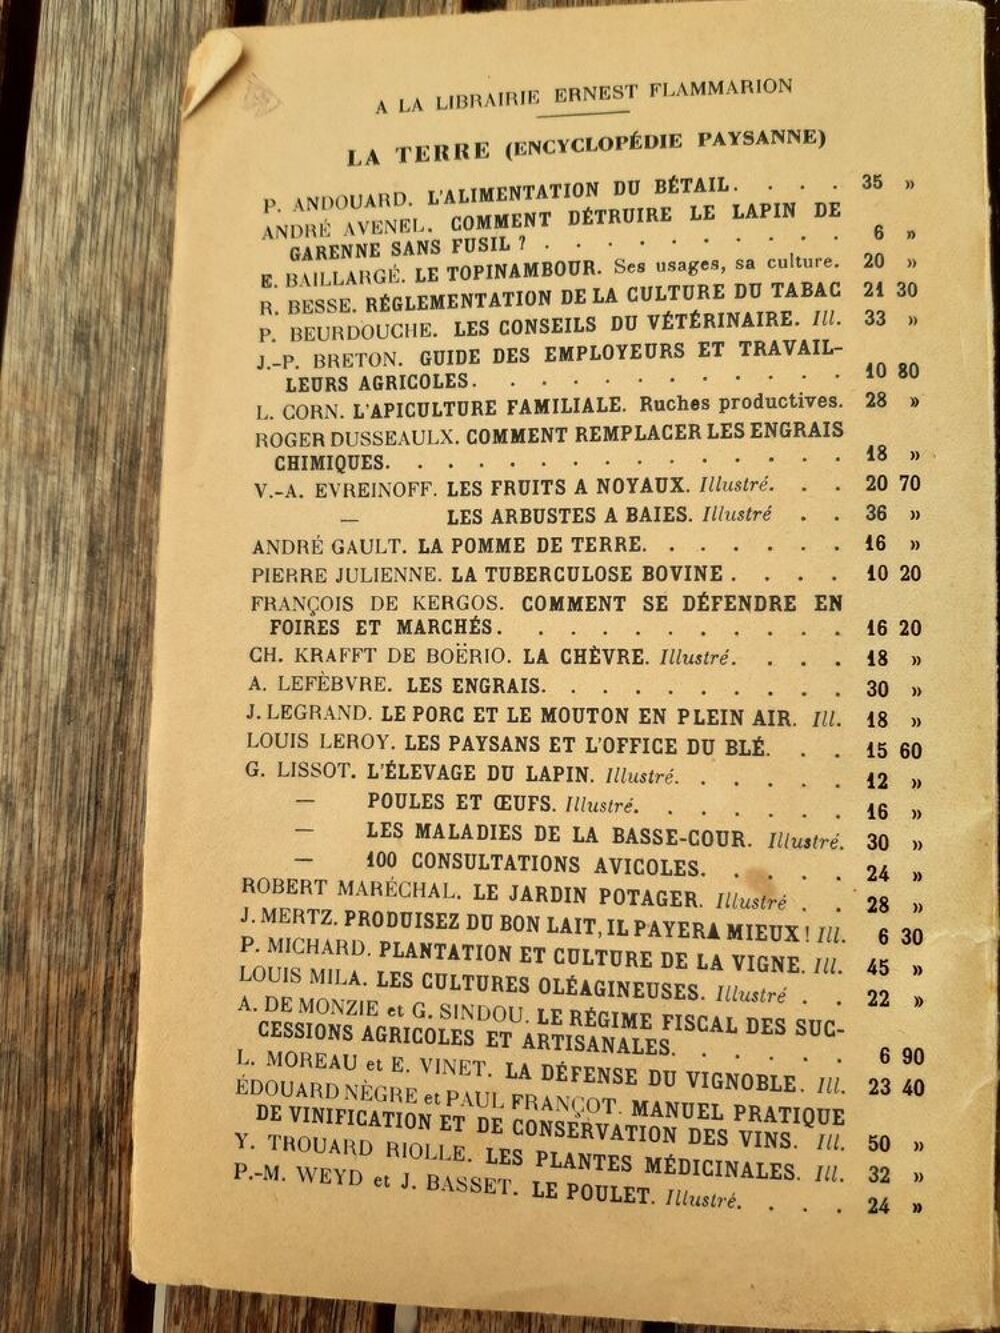 A LA LIBRAIRIE ERNEST FLAMMARION
LA TERRE (ENCYCLOPÉDIE PAYSANNE)
P. ANDOUARD. L'ALIMENTATION DU BÉTAIL. . . . 35 »
ANDRÉ AVENEL. COMMENT DÉTRUIRE LE LAPIN DE
GARENNE SANS FUSIL ? . . . . . . . . . . 6 »
E. BAILLARGÉ. LE TOPINAMBOUR. Ses usages, sa culture. 20 »
R. BESSE. RÉGLEMENTATION DE LA CULTURE DU TABAC 21 30
P. BEURDOUCHE. LES CONSEILS DU VÉTÉRINAIRE. Ill. 33 »
J.-P. BRETON. GUIDE DES EMPLOYEURS ET TRAVAIL-
LEURS AGRICOLES. . . . . . . . . . . . . 10 80
L. CORN. L'APICULTURE FAMILIALE. Ruches productives. 28 »
ROGER DUSSEAULX. COMMENT REMPLACER LES ENGRAIS
CHIMIQUES. . . . . . . . . . . . . . . . 18 »
V.-A. EVREINOFF. LES FRUITS A NOYAUX. Illustré. . . 20 70
— LES ARBUSTES A BAIES. Illustré . . 36 »
ANDRÉ GAULT. LA POMME DE TERRE. . . . . . . 16 »
PIERRE JULIENNE. LA TUBERCULOSE BOVINE . . . . 10 20
FRANÇOIS DE KERGOS. COMMENT SE DÉFENDRE EN
FOIRES ET MARCHÉS. . . . . . . . . . . . 16 20
CH. KRAFFT DE BOËRIO. LA CHÈVRE. Illustré. . . . 18 »
A. LEFÈBVRE. LES ENGRAIS. . . . . . . . . . 30 »
J. LEGRAND. LE PORC ET LE MOUTON EN PLEIN AIR. Ill. 18 »
LOUIS LEROY. LES PAYSANS ET L'OFFICE DU BLÉ. . . 15 60
G. LISSOT. L'ÉLEVAGE DU LAPIN. Illustré. . . . . . 12 »
— POULES ET ŒUFS. Illustré. . . . . . . 16 »
— LES MALADIES DE LA BASSE-COUR. Illustré. 30 »
— 100 CONSULTATIONS AVICOLES. . . . . 24 »
ROBERT MARÉCHAL. LE JARDIN POTAGER. Illustré . . 28 »
J. MERTZ. PRODUISEZ DU BON LAIT, IL PAYERA MIEUX ! Ill. 6 30
P. MICHARD. PLANTATION ET CULTURE DE LA VIGNE. Ill. 45 »
LOUIS MILA. LES CULTURES OLÉAGINEUSES. Illustré . . 22 »
A. DE MONZIE et G. SINDOU. LE RÉGIME FISCAL DES SUC-
CESSIONS AGRICOLES ET ARTISANALES. . . . . . 6 90
L. MOREAU et E. VINET. LA DÉFENSE DU VIGNOBLE. Ill. 23 40
ÉDOUARD NÈGRE et PAUL FRANÇOT. MANUEL PRATIQUE
DE VINIFICATION ET DE CONSERVATION DES VINS. Ill. 50 »
Y. TROUARD RIOLLE. LES PLANTES MÉDICINALES. Ill. 32 »
P.-M. WEYD et J. BASSET. LE POULET. Illustré. . . . 24 »